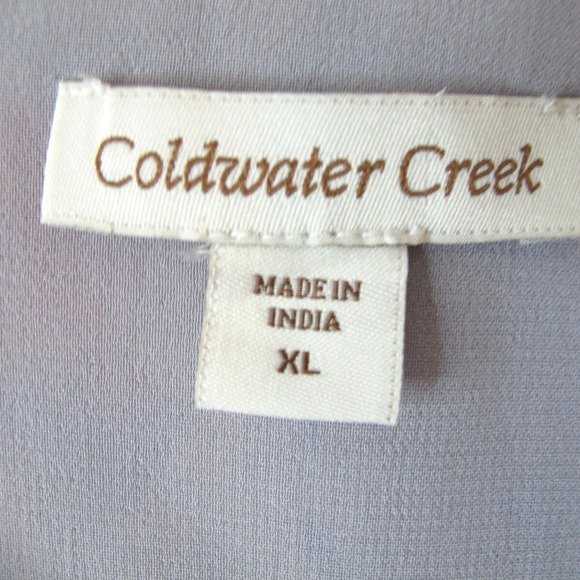 Coldwater Creek
MADE IN
INDIA
XL